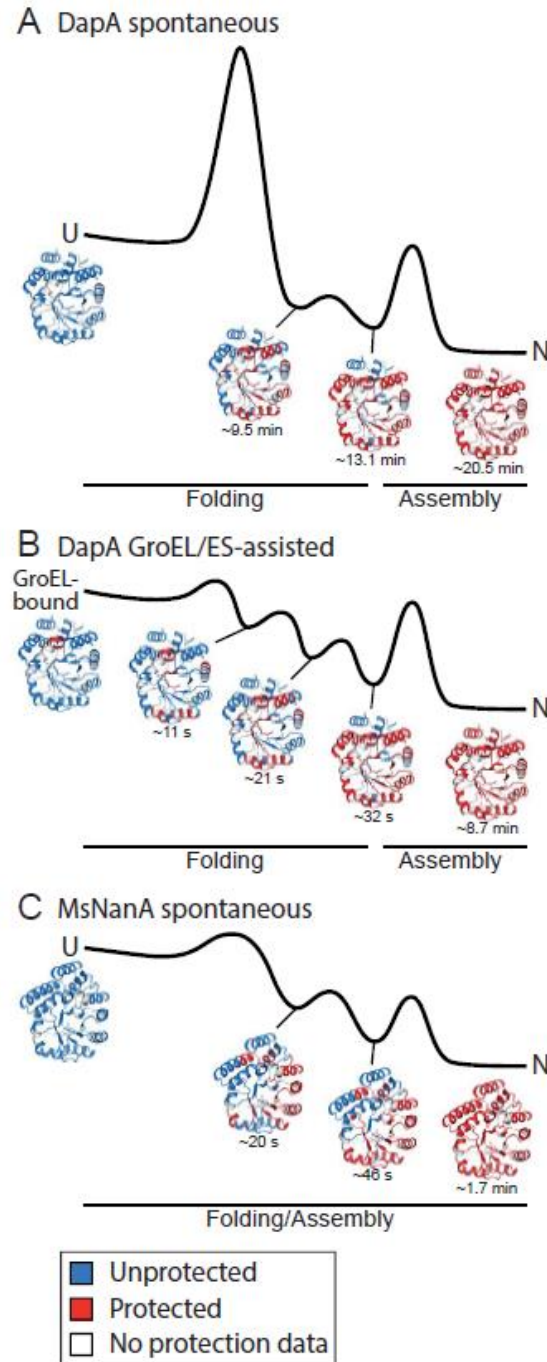 A DapA spontaneous
U
N
~9.5 min
~13.1 min
~20.5 min
Folding
Assembly
B DapA GroEL/ES-assisted
GroEL-
bound
N
~11 s
~21 s
~32 s
~8.7 min
Folding
Assembly
C MsNanA spontaneous
U
N
~20 s
~46 s
~1.7 min
Folding/Assembly
Unprotected
Protected
No protection data